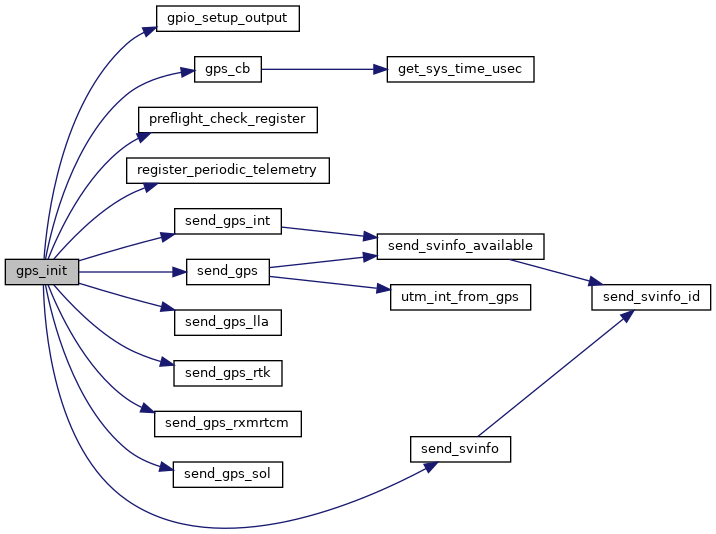 gpio_setup_output
gps_cb
get_sys_time_usec
preflight_check_register
register_periodic_telemetry
send_gps_int
send_svinfo_available
gps_init
send_gps
utm_int_from_gps
send_svinfo_id
send_gps_lla
send_gps_rtk
send_gps_rxmrtcm
send_svinfo
send_gps_sol